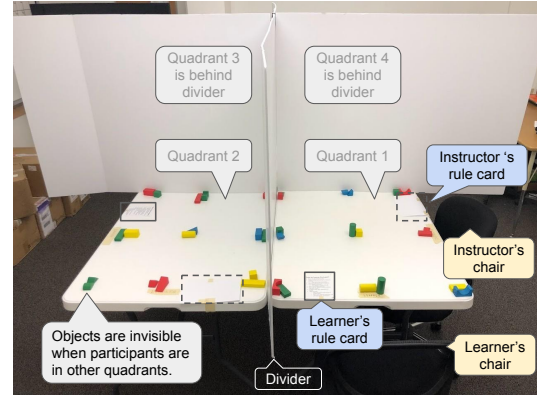 Quadrant 3
is behind
divider
Quadrant 4
is behind
divider
Quadrant 2
Quadrant 1
Instructor 's
rule card
Instructor's
chair
Objects are invisible
when participants are
in other quadrants.
Learner's
rule card
Learner's
chair
Divider